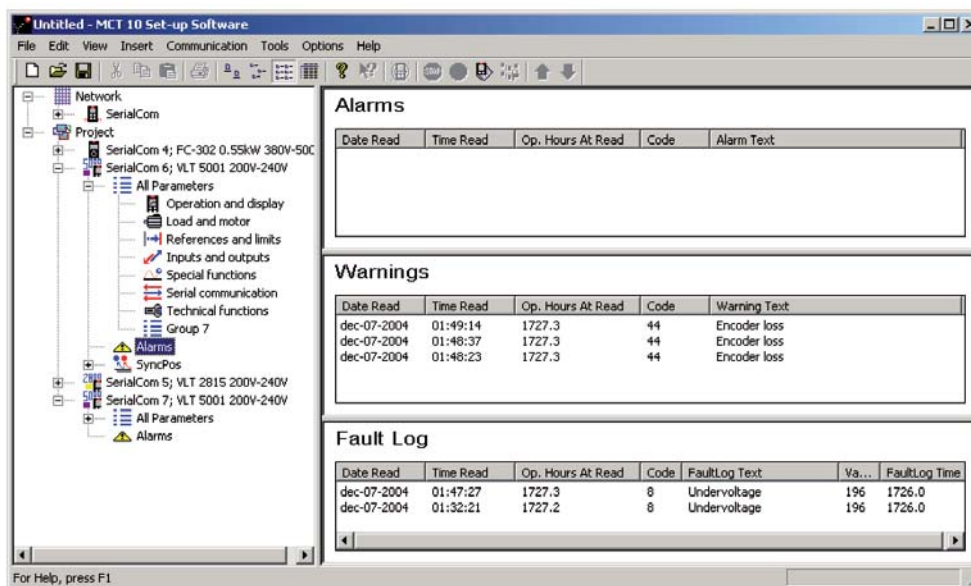 Untitled - MCT 10 Set-up Software
File Edit View Insert Communication Tools Options Help
Network
SerialCom
Project
SerialCom 4; FC-302 0.55kW 380V-500
SerialCom 6; VLT 5001 200V-240V
All Parameters
Operation and display
Load and motor
References and limits
Inputs and outputs
Special functions
Serial communication
Technical functions
Group 7
Alarms
SyncPos
SerialCom 5; VLT 2815 200V-240V
SerialCom 7; VLT 5001 200V-240V
All Parameters
Alarms
Alarms
Date Read Time Read Op. Hours At Read Code Alarm Text
Warnings
Date Read Time Read Op. Hours At Read Code Warning Text
dec-07-2004 01:49:14 1727.3 44 Encoder loss
dec-07-2004 01:48:37 1727.3 44 Encoder loss
dec-07-2004 01:48:23 1727.3 44 Encoder loss
Fault Log
Date Read Time Read Op. Hours At Read Code FaultLog Text Va... FaultLog Time
dec-07-2004 01:47:27 1727.3 8 Undervoltage 196 1726.0
dec-07-2004 01:32:21 1727.2 8 Undervoltage 196 1726.0
For Help, press F1